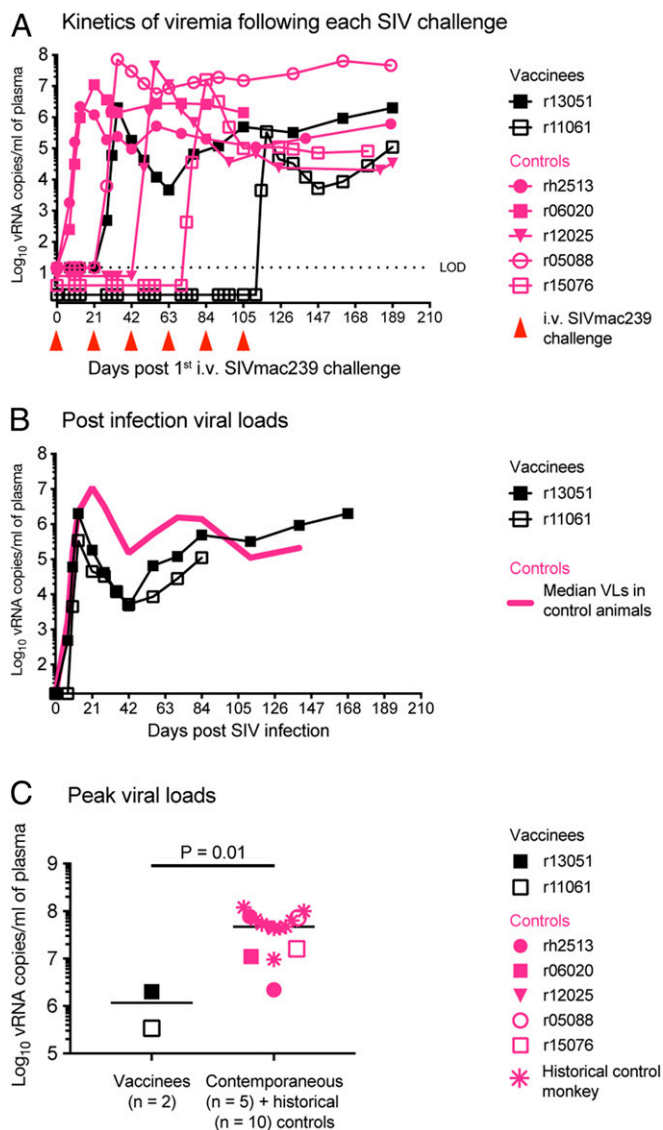 A Kinetics of viremia following each SIV challenge
Log10 vRNA copies/ml of plasma
8
7
6
5
4
3
2
1
LOD
0 21 42 63 84 105 126 147 168 189 210
Days post 1st i.v. SIVmac239 challenge
Vaccinees
r13051
r11061
Controls
rh2513
r06020
r12025
r05088
r15076
i.v. SIVmac239
challenge
B Post infection viral loads
Log10 vRNA copies/ml of plasma
8
7
6
5
4
3
2
0 21 42 63 84 105 126 147 168 189 210
Days post SIV infection
Vaccinees
r13051
r11061
Controls
Median VLs in
control animals
C Peak viral loads
Log10 vRNA copies/ml of plasma
9
8
7
6
5
P = 0.01
Vaccinees
(n = 2)
Contemporaneous
(n = 5) + historical
(n = 10) controls
Vaccinees
r13051
r11061
Controls
rh2513
r06020
r12025
r05088
r15076
Historical control
monkey